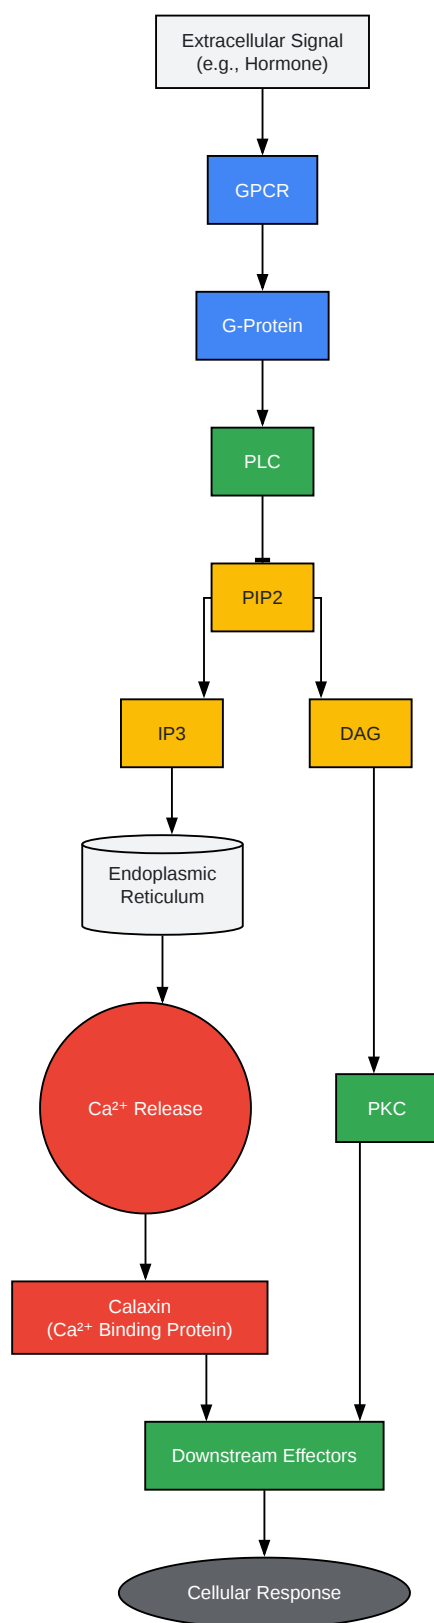 Extracellular Signal
(e.g., Hormone)
GPCR
G-Protein
PLC
PIP2
IP3
DAG
Endoplasmic
Reticulum
Ca²⁺ Release
PKC
Calaxin
(Ca²⁺ Binding Protein)
Downstream Effectors
Cellular Response